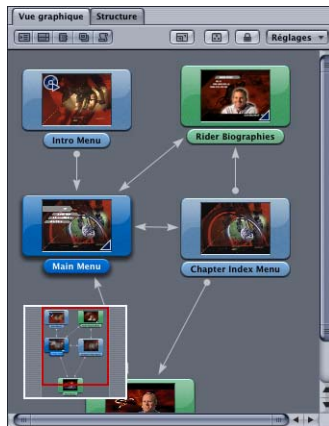 Vue graphique Structure
Réglages
Intro Menu
Rider Biographies
Main Menu
Chapter Index Menu